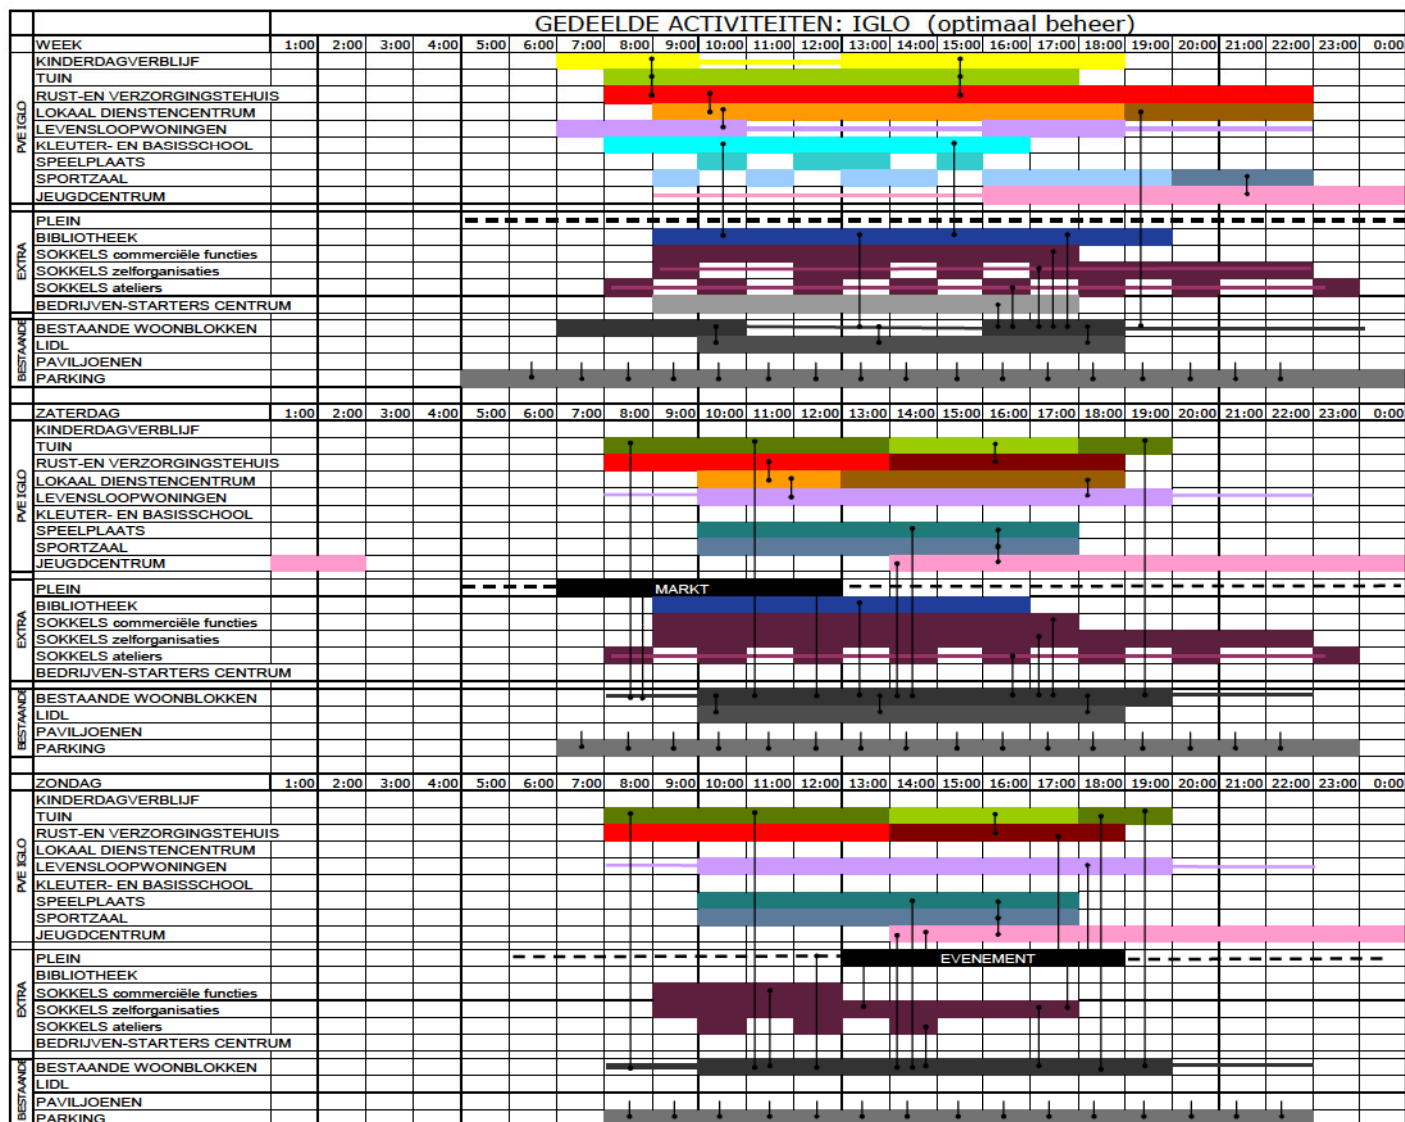 GEDEELDE ACTIVITEITEN: IGLO (optimaal beheer)
WEEK 1:00 2:00 3:00 4:00 5:00 6:00 7:00 8:00 9:00 10:00 11:00 12:00 13:00 14:00 15:00 16:00 17:00 18:00 19:00 20:00 21:00 22:00 23:00 0:00
PVE IGLO
KINDERDAGVERBLIJF
TUIN
RUST-EN VERZORGINGSTEHUIS
LOKAAL DIENSTENCENTRUM
LEVENSLOOPWONINGEN
KLEUTER- EN BASISSCHOOL
SPEELPLAATS
SPORTZAAL
JEUGDCENTRUM
EXTRA
PLEIN
BIBLIOTHEEK
SOKKELS commerciële functies
SOKKELS zelforganisaties
SOKKELS ateliers
BEDRIJVEN-STARTERS CENTRUM
BESTAANDE
BESTAANDE WOONBLOKKEN
LIDL
PAVILJOENEN
PARKING
ZATERDAG 1:00 2:00 3:00 4:00 5:00 6:00 7:00 8:00 9:00 10:00 11:00 12:00 13:00 14:00 15:00 16:00 17:00 18:00 19:00 20:00 21:00 22:00 23:00 0:00
PVE IGLO
KINDERDAGVERBLIJF
TUIN
RUST-EN VERZORGINGSTEHUIS
LOKAAL DIENSTENCENTRUM
LEVENSLOOPWONINGEN
KLEUTER- EN BASISSCHOOL
SPEELPLAATS
SPORTZAAL
JEUGDCENTRUM
EXTRA
PLEIN MARKT
BIBLIOTHEEK
SOKKELS commerciële functies
SOKKELS zelforganisaties
SOKKELS ateliers
BEDRIJVEN-STARTERS CENTRUM
BESTAANDE
BESTAANDE WOONBLOKKEN
LIDL
PAVILJOENEN
PARKING
ZONDAG 1:00 2:00 3:00 4:00 5:00 6:00 7:00 8:00 9:00 10:00 11:00 12:00 13:00 14:00 15:00 16:00 17:00 18:00 19:00 20:00 21:00 22:00 23:00 0:00
PVE IGLO
KINDERDAGVERBLIJF
TUIN
RUST-EN VERZORGINGSTEHUIS
LOKAAL DIENSTENCENTRUM
LEVENSLOOPWONINGEN
KLEUTER- EN BASISSCHOOL
SPEELPLAATS
SPORTZAAL
JEUGDCENTRUM
EXTRA
PLEIN EVENEMENT
BIBLIOTHEEK
SOKKELS commerciële functies
SOKKELS zelforganisaties
SOKKELS ateliers
BEDRIJVEN-STARTERS CENTRUM
BESTAANDE
BESTAANDE WOONBLOKKEN
LIDL
PAVILJOENEN
PARKING